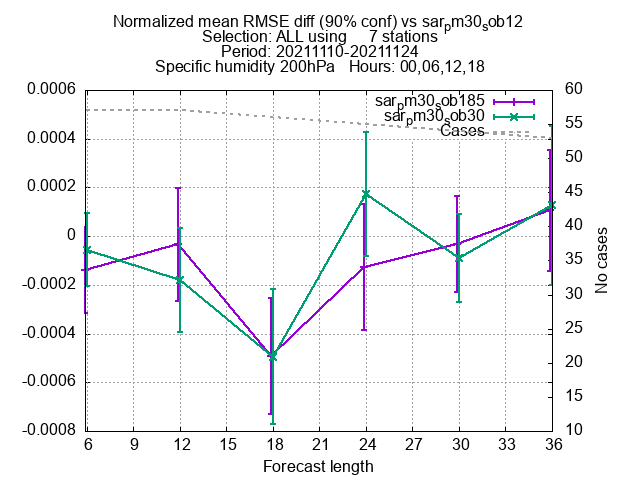 Normalized mean RMSE diff (90% conf) vs sarpm30sob12
Selection: ALL using     7 stations
Period: 20211110-20211124
Specific humidity 200hPa   Hours: 00,06,12,18
0.0006
0.0004
0.0002
0
-0.0002
-0.0004
-0.0006
-0.0008
60
55
50
45
40
35
30
25
20
15
10
No cases
sarpm30sob185
sarpm30sob30
Cases
6 9 12 15 18 21 24 27 30 33 36
Forecast length